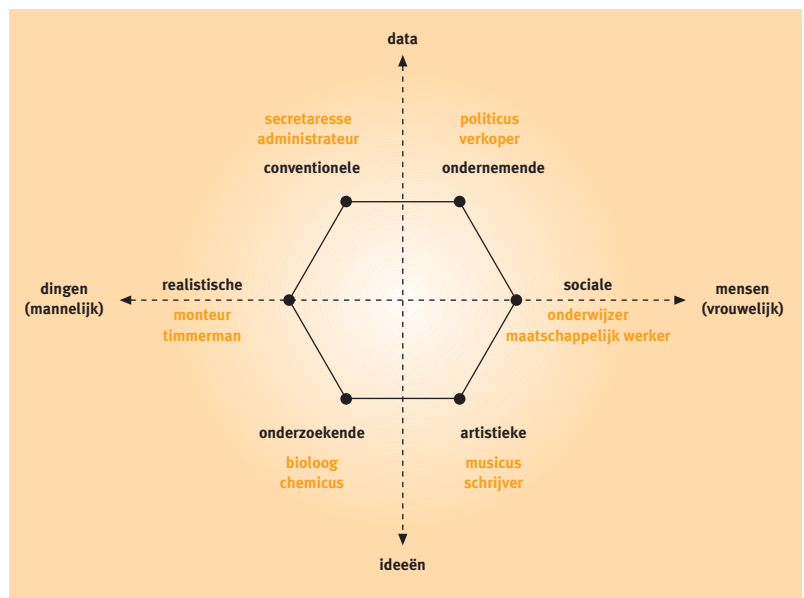 data
secretaresse
administrateur
conventionele
politicus
verkoper
ondernemende
dingen
(mannelijk)
realistische
monteur
timmerman
sociale
onderwijzer
maatschappelijk werker
mensen
(vrouwelijk)
onderzoekende
bioloog
chemicus
artistieke
musicus
schrijver
ideeën